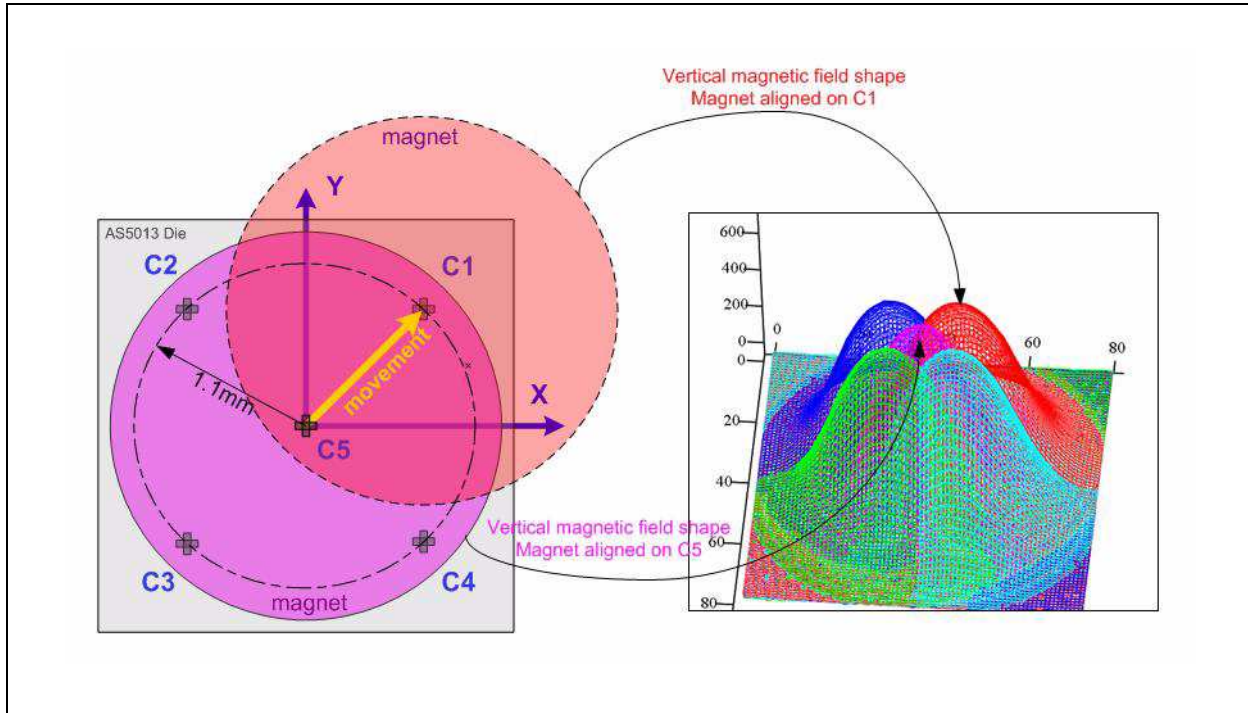 Vertical magnetic field shape
Magnet aligned on C1
magnet
Y
AS5013 Die
C2
C1
movement
1.1mm
X
C5
C3
C4
magnet
Vertical magnetic field shape
Magnet aligned on C5
600
400
200
0
0
0
20
40
60
80
60
80